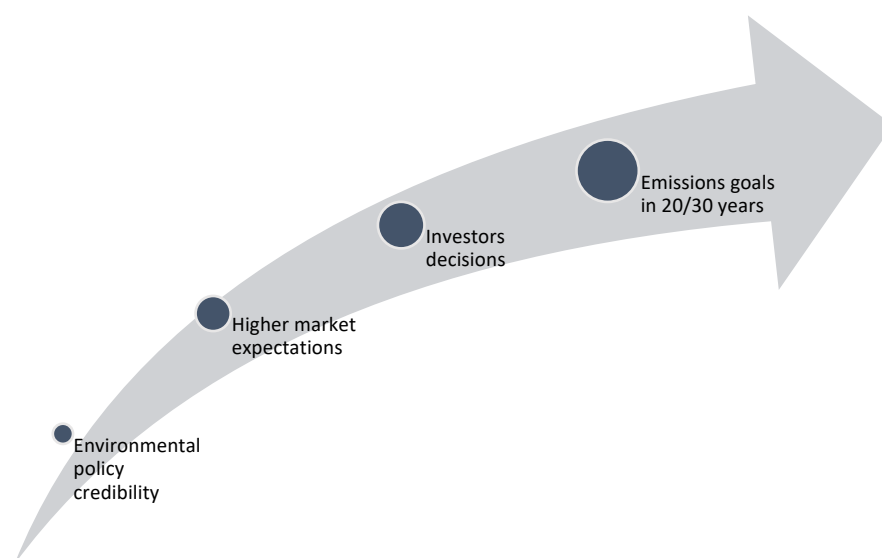 Environmental
policy
credibility
Higher market
expectations
Investors
decisions
Emissions goals
in 20/30 years